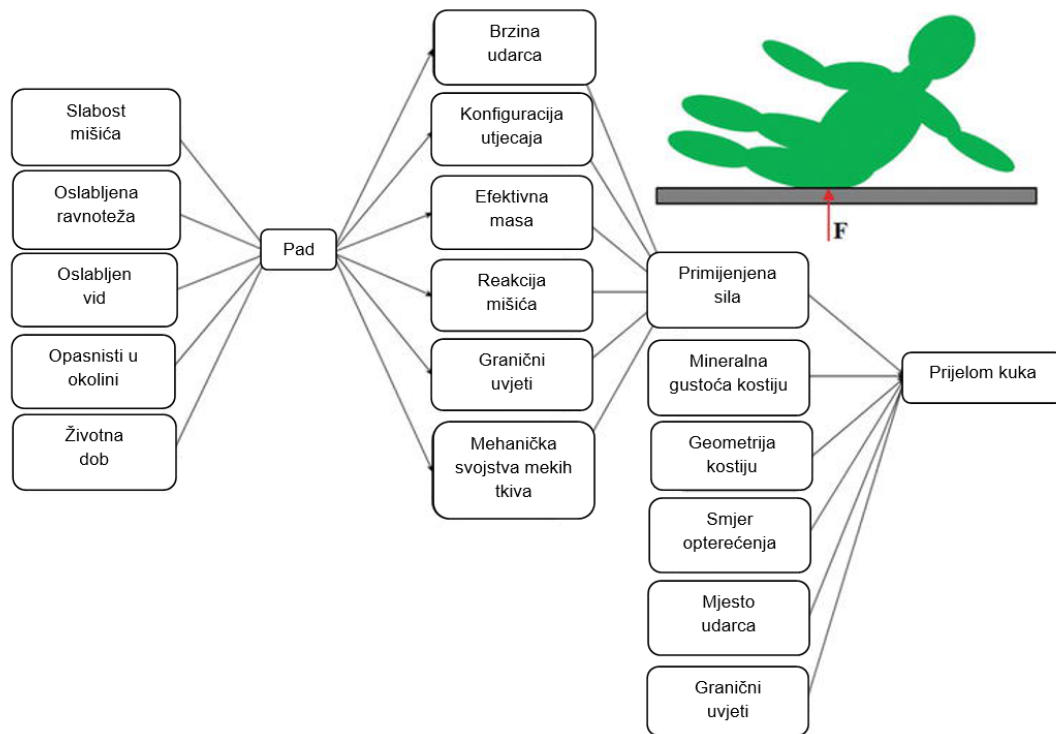 Slabost
mišića
Oslabljena
ravnoteža
Oslabljen
vid
Opasnisti u
okolini
Životna
dob
Pad
Brzina
udarca
Konfiguracija
utjecaja
Efektivna
masa
Reakcija
mišića
Granični
uvjeti
Mehanička
svojstva mekih
tkiva
F
Primijenjena
sila
Mineralna
gustoća kostiju
Geometrija
kostiju
Smjer
opterećenja
Mjesto
udarca
Granični
uvjeti
Prijelom kuka